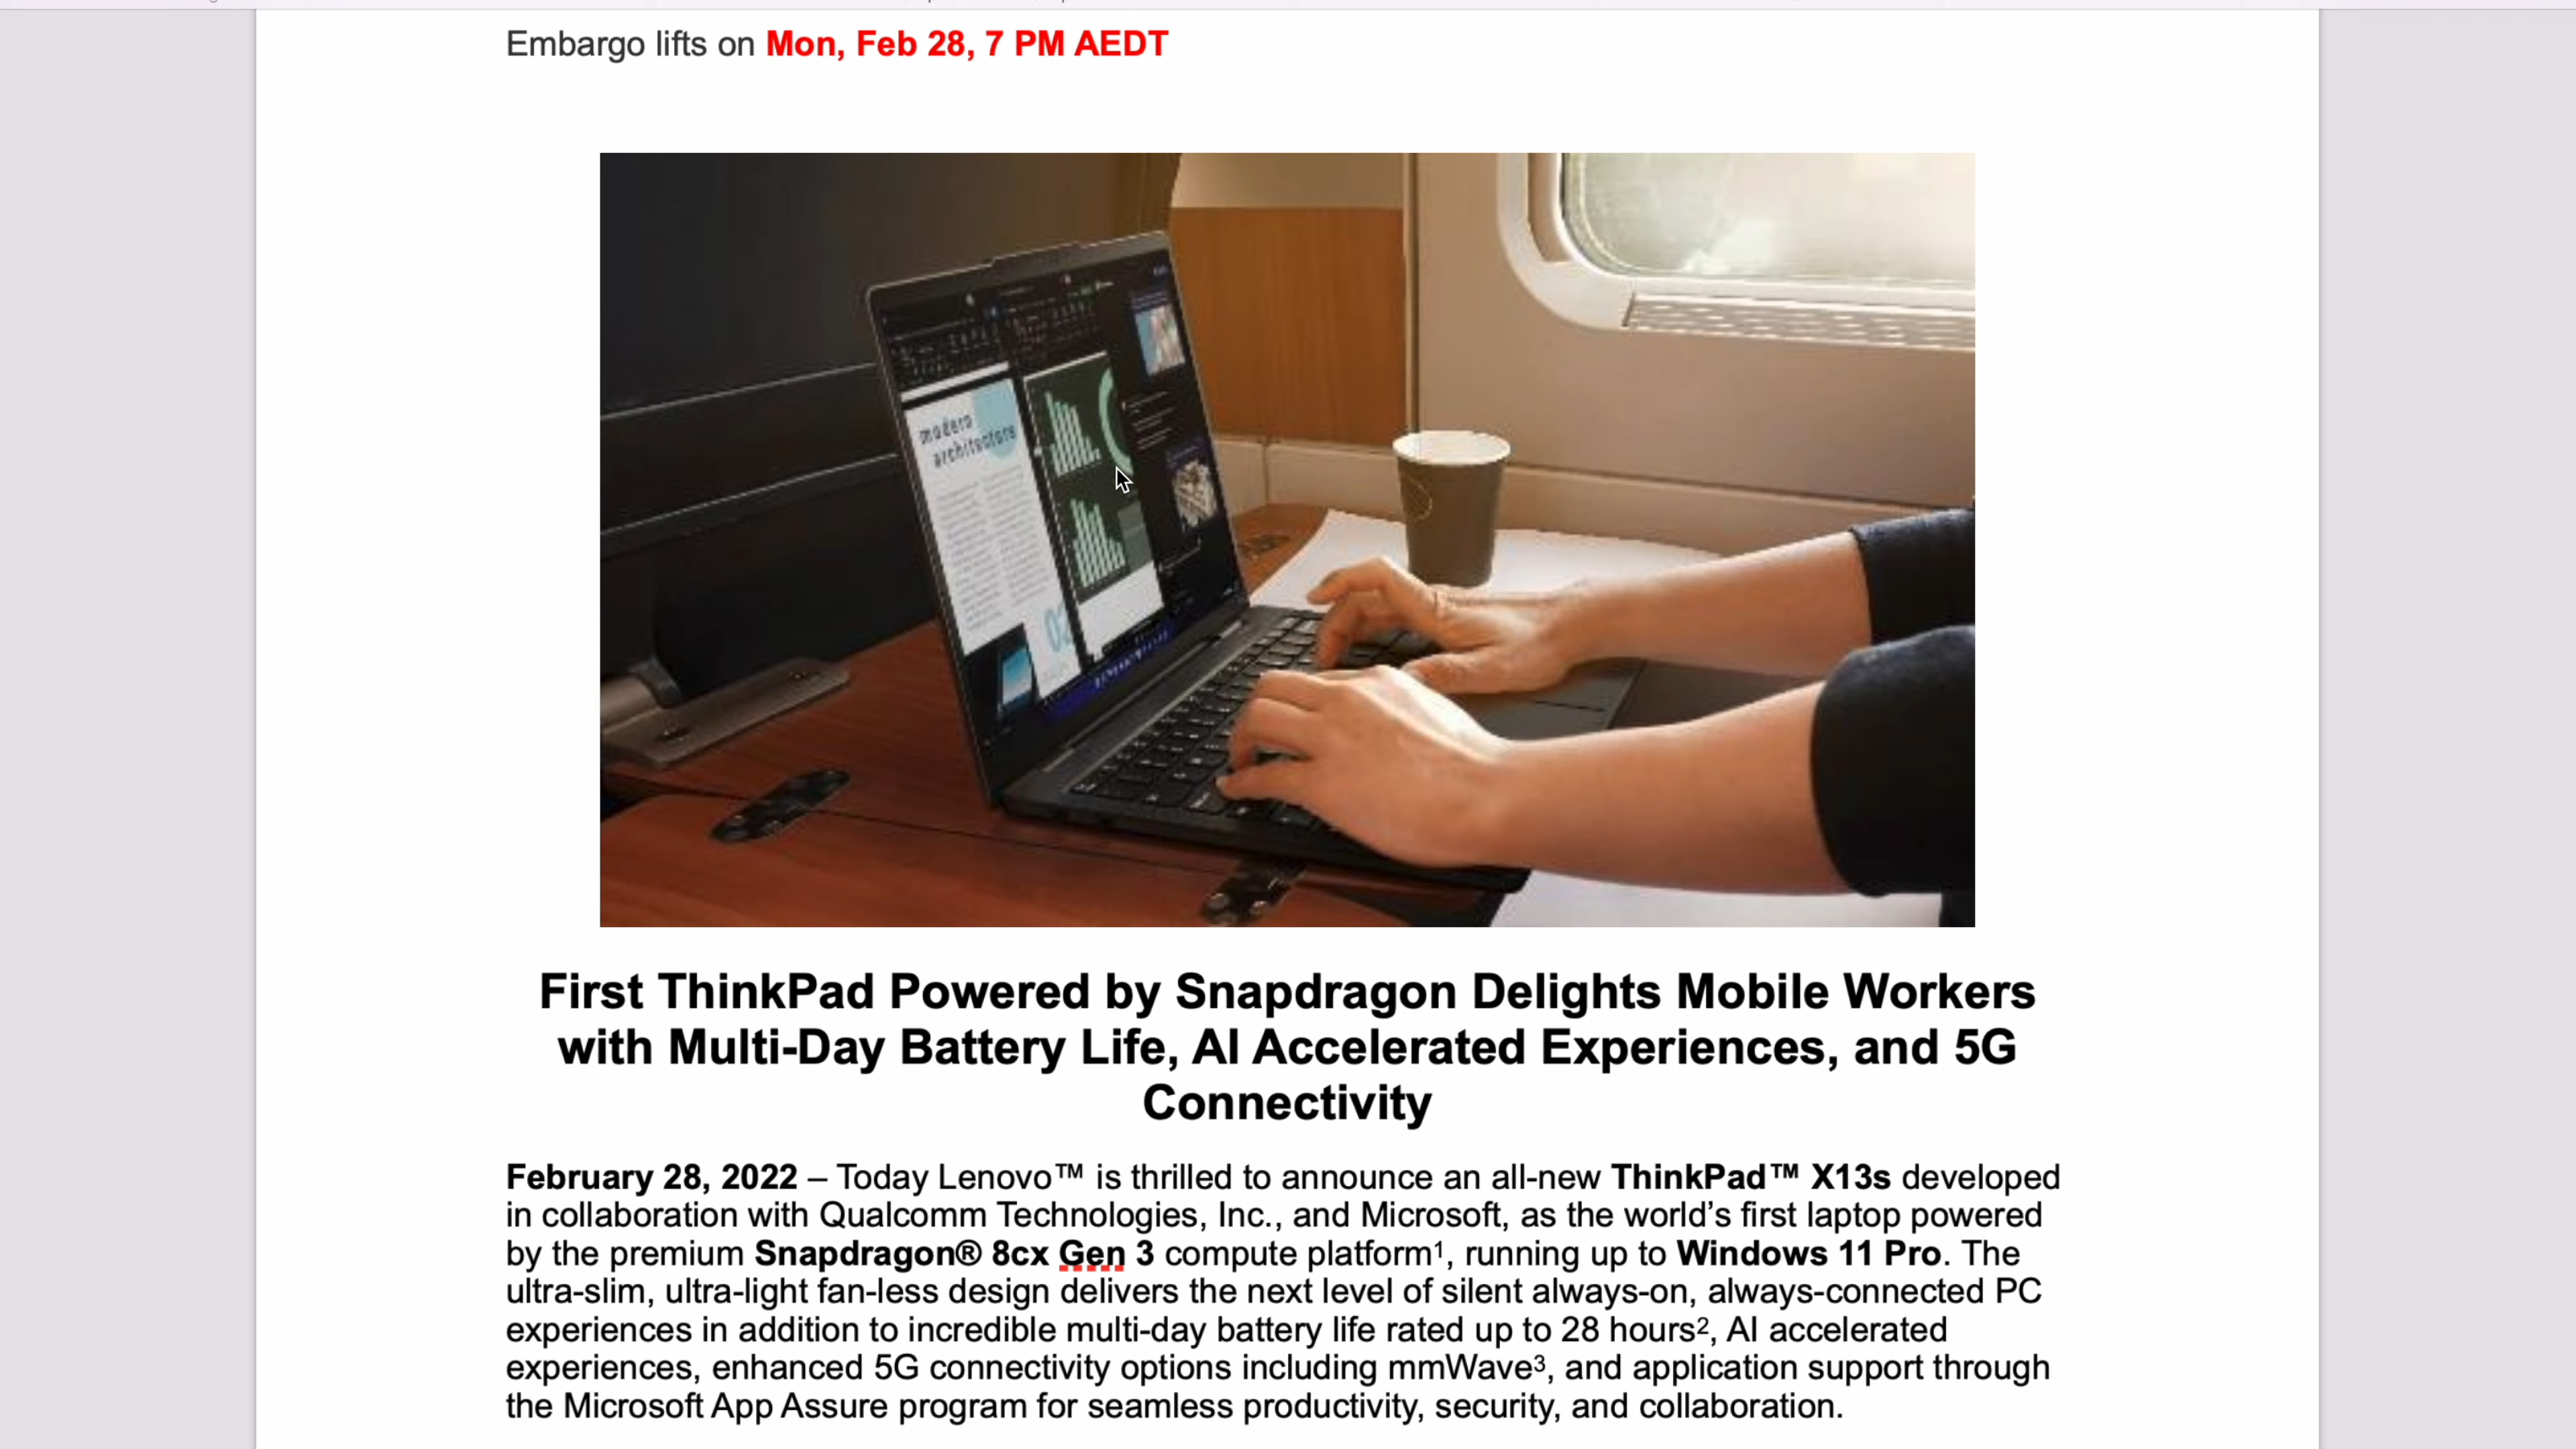 Embargo lifts on Mon, Feb 28, 7 PM AEDT
modern
architecture
02
First ThinkPad Powered by Snapdragon Delights Mobile Workers
with Multi-Day Battery Life, AI Accelerated Experiences, and 5G
Connectivity
February 28, 2022 – Today Lenovo™ is thrilled to announce an all-new ThinkPad™ X13s developed
in collaboration with Qualcomm Technologies, Inc., and Microsoft, as the world’s first laptop powered
by the premium Snapdragon® 8cx Gen 3 compute platform¹, running up to Windows 11 Pro. The
ultra-slim, ultra-light fan-less design delivers the next level of silent always-on, always-connected PC
experiences in addition to incredible multi-day battery life rated up to 28 hours², AI accelerated
experiences, enhanced 5G connectivity options including mmWave³, and application support through
the Microsoft App Assure program for seamless productivity, security, and collaboration.